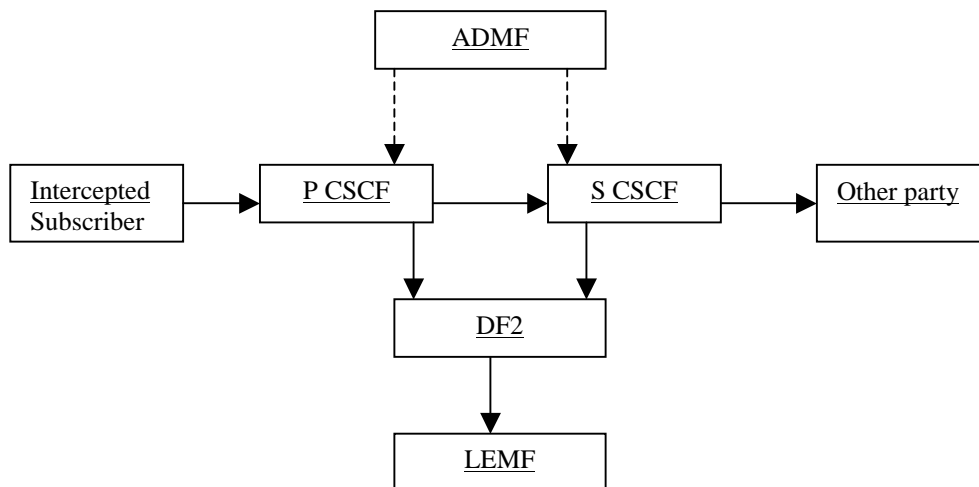 ADMF
Intercepted
Subscriber
P CSCF
S CSCF
Other party
DF2
LEMF